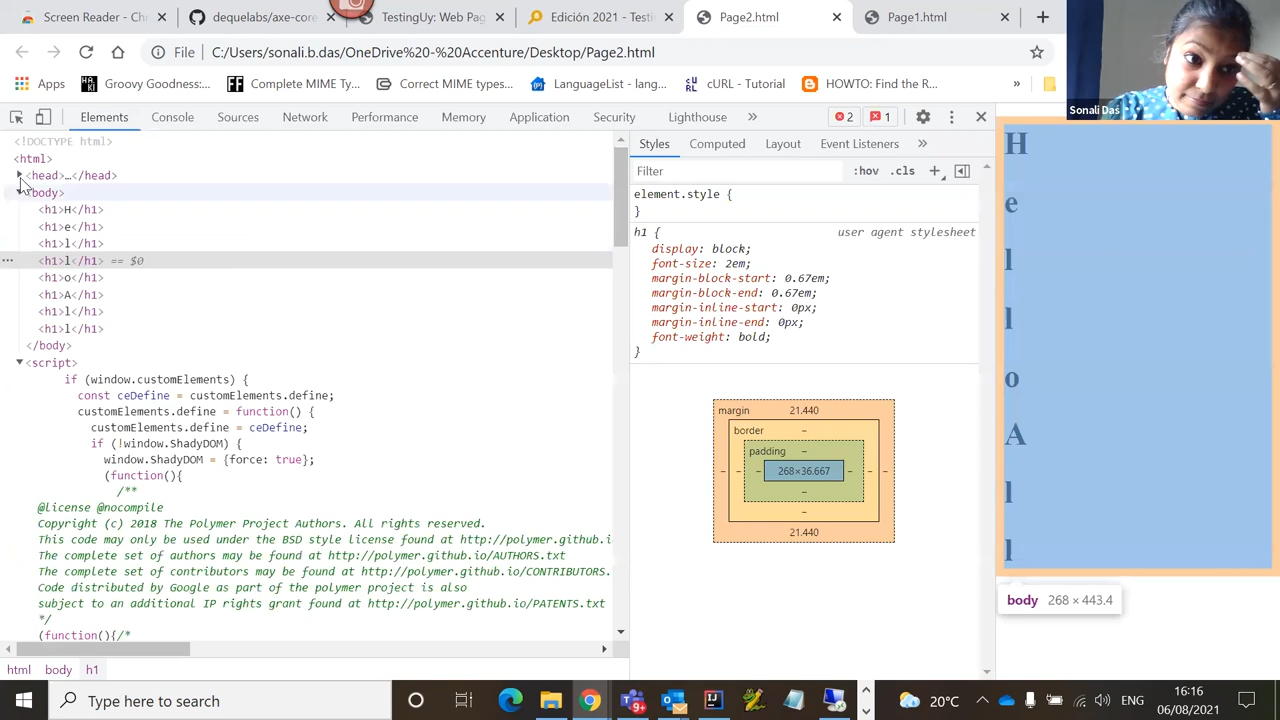 Screen Reader – C
dequelabs/axe-core
TestingUy: Web Pag
Edición 2021 - Testi
Page2.html
Page1.html
File
C:/Users/sonali.b.das/OneDrive%20-%20Accenture/Desktop/Page2.html
Apps
Groovy Goodness:...
Complete MIME Ty...
Correct MIME types...
LanguageList - lang...
cURL - Tutorial
HOWTO: Find the R...
»
Sonali Das
Elements
Console
Sources
Network
Performance
Memory
Application
Security
Lighthouse
»
2
1
<!DOCTYPE html>
<html>
<head>…</head>
body>
<h1>H</h1>
<h1>e</h1>
<h1>l</h1>
<h1>l</h1> == $0
<h1>o</h1>
<h1>A</h1>
<h1>l</h1>
<h1>l</h1>
</body>
<script>
if (window.customElements) {
const ceDefine = customElements.define;
customElements.define = function() {
customElements.define = ceDefine;
if (!window.ShadyDOM) {
window.ShadyDOM = {force: true};
(function(){
/**
@license @nocompile
Copyright (c) 2018 The Polymer Project Authors. All rights reserved.
This code may only be used under the BSD style license found at http://polymer.github.io
The complete set of authors may be found at http://polymer.github.io/AUTHORS.txt
The complete set of contributors may be found at http://polymer.github.io/CONTRIBUTORS.
Code distributed by Google as part of the polymer project is also
subject to an additional IP rights grant found at http://polymer.github.io/PATENTS.txt
*/
(function(){/*
html body h1
Styles
Computed
Layout
Event Listeners
»
Filter
:hov .cls +
element.style {
}
h1 {
user agent stylesheet
display: block;
font-size: 2em;
margin-block-start: 0.67em;
margin-block-end: 0.67em;
margin-inline-start: 0px;
margin-inline-end: 0px;
font-weight: bold;
}
margin 21.440
border –
padding –
– – – 268×36.667 – – –
–
–
21.440
H
e
l
l
o
A
l
l
body 268 × 443.4
Type here to search
9+
20°C
ENG
16:16
06/08/2021